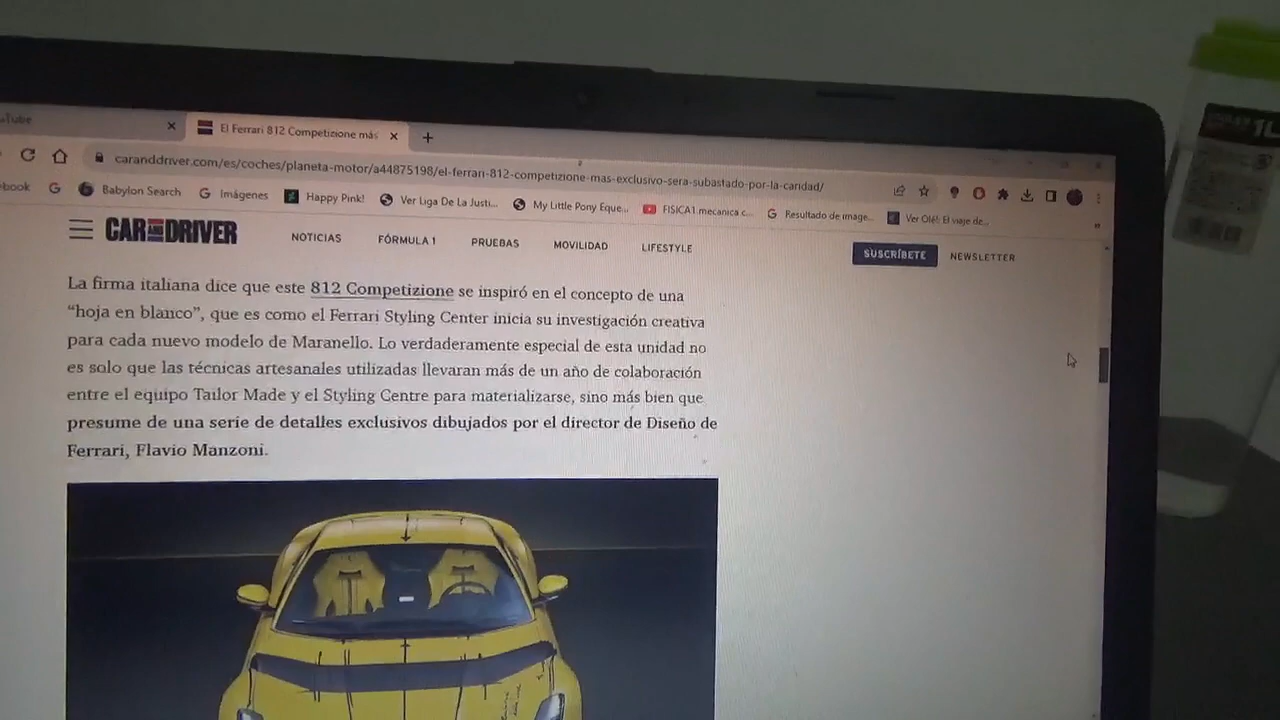 uTube
El Ferrari 812 Competizione más
caranddriver.com/es/coches/planeta-motor/a44875198/el-ferrari-812-competizione-mas-exclusivo-sera-subastado-por-la-caridad/
ebook
Babylon Search
Imágenes
Happy Pink!
Ver Liga De La Justi...
My Little Pony Eque...
FISICA1 mecanica c...
Resultado de image...
Ver Olé!: El viaje de...
CAR AND DRIVER
NOTICIAS
FÓRMULA 1
PRUEBAS
MOVILIDAD
LIFESTYLE
SUSCRÍBETE
NEWSLETTER
La firma italiana dice que este 812 Competizione se inspiró en el concepto de una
“hoja en blanco”, que es como el Ferrari Styling Center inicia su investigación creativa
para cada nuevo modelo de Maranello. Lo verdaderamente especial de esta unidad no
es solo que las técnicas artesanales utilizadas llevaran más de un año de colaboración
entre el equipo Tailor Made y el Styling Centre para materializarse, sino más bien que
presume de una serie de detalles exclusivos dibujados por el director de Diseño de
Ferrari, Flavio Manzoni.